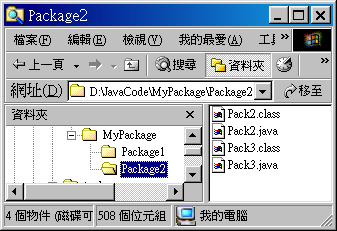 Package2
檔案(F) 編輯(E) 檢視(V) 我的最愛(A) »
上一頁 搜尋 資料夾
網址(D) D:\JavaCode\MyPackage\Package2 移至
資料夾
MyPackage
Package1
Package2
Pack2.class
Pack2.java
Pack3.class
Pack3.java
4 個物件 (磁碟可 508 個位元組 我的電腦